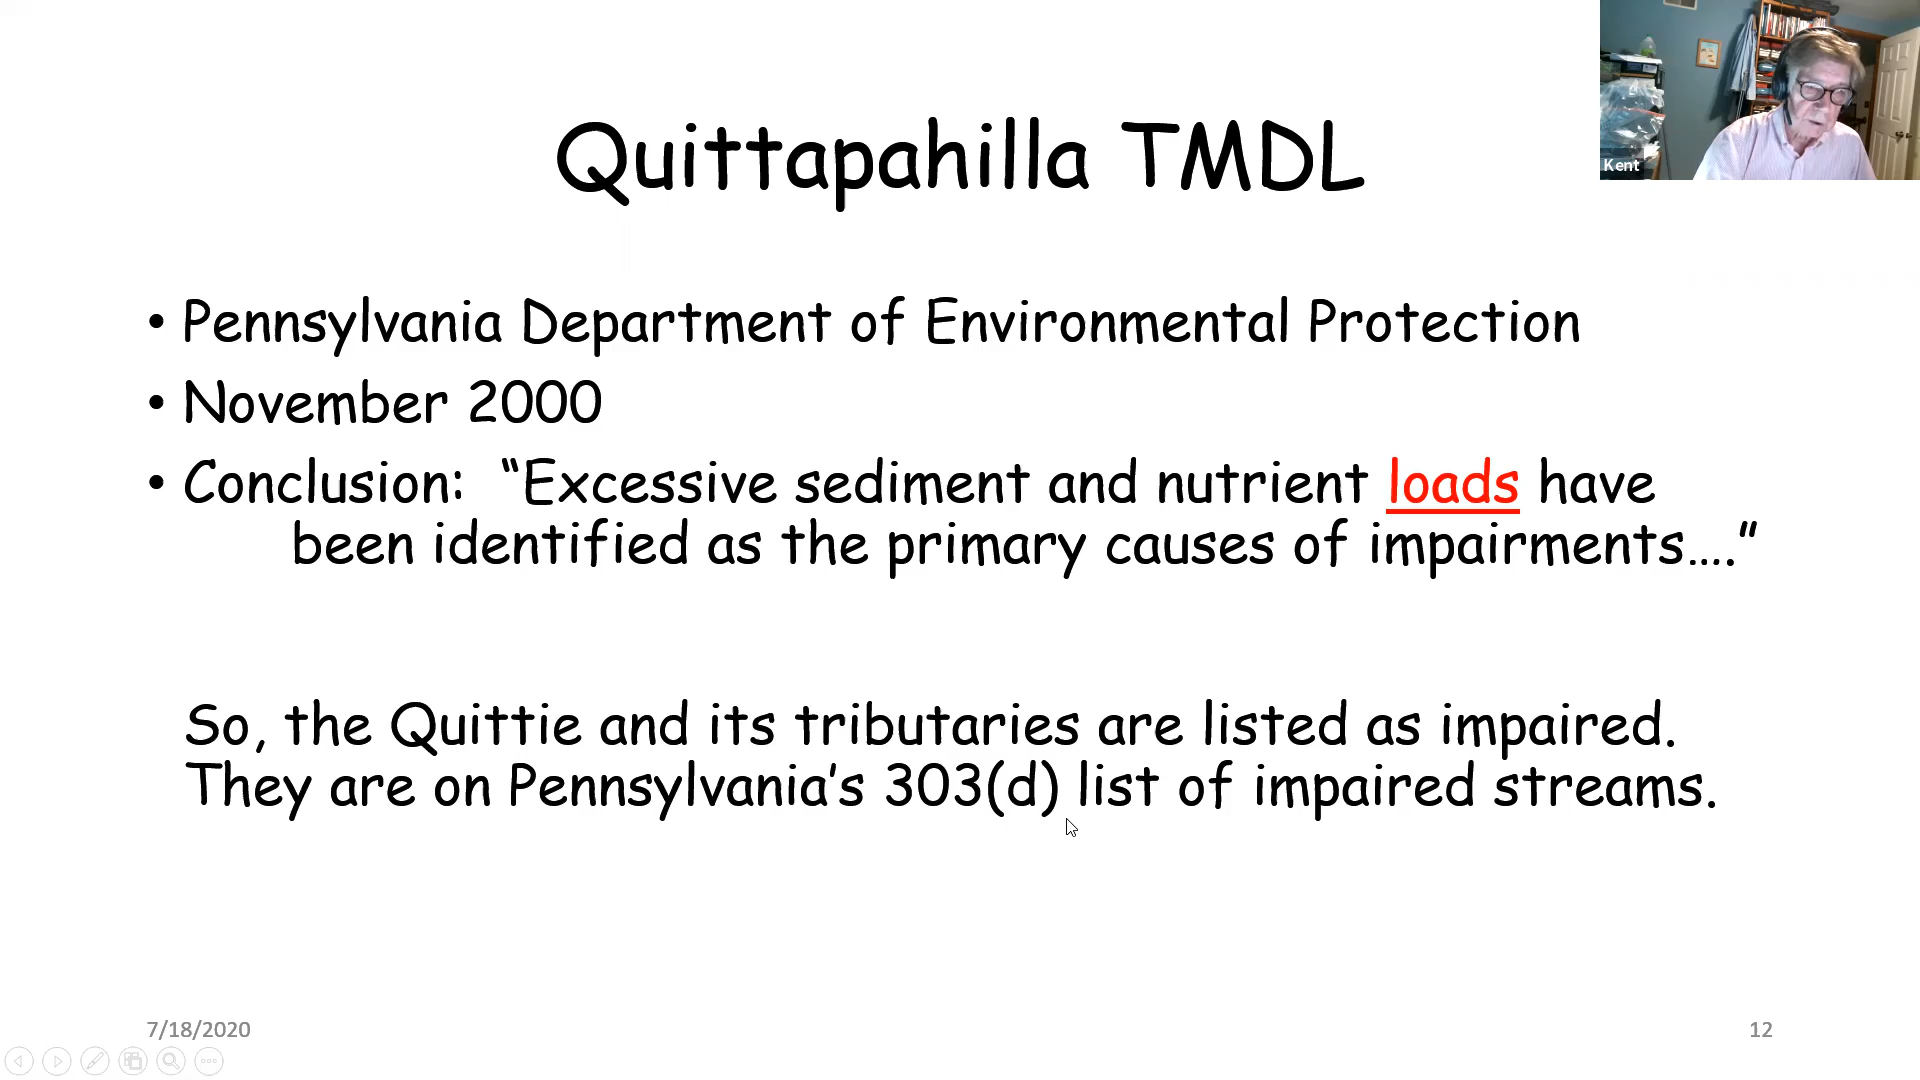 Kent
Quittapahilla TMDL
• Pennsylvania Department of Environmental Protection
• November 2000
• Conclusion: “Excessive sediment and nutrient loads have
been identified as the primary causes of impairments....”
So, the Quittie and its tributaries are listed as impaired.
They are on Pennsylvania’s 303(d) list of impaired streams.
7/18/2020
12